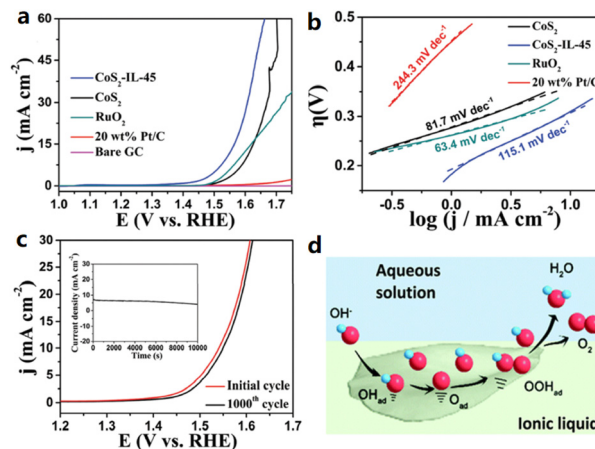 a
60
45
30
15
0
j (mA cm⁻²)
CoS₂-IL-45
CoS₂
RuO₂
20 wt% Pt/C
Bare GC
1.0 1.1 1.2 1.3 1.4 1.5 1.6 1.7
E (V vs. RHE)
b
0.5
0.4
0.3
0.2
η(V)
CoS₂
CoS₂-IL-45
RuO₂
20 wt% Pt/C
244.3 mV dec⁻¹
81.7 mV dec⁻¹
63.4 mV dec⁻¹
115.1 mV dec⁻¹
-0.5 0.0 0.5 1.0
log (j / mA cm⁻²)
c
30
25
20
15
10
5
0
j (mA cm⁻²)
Current density (mA cm⁻²)
30
20
10
0
-10
-20
0 2000 4000 6000 8000 10000
Time (s)
Initial cycle
1000ᵗʰ cycle
1.2 1.3 1.4 1.5 1.6 1.7
E (V vs. RHE)
d
Aqueous
solution
H₂O
OH⁻
O₂
OHad
Oad
OOHad
Ionic liquid